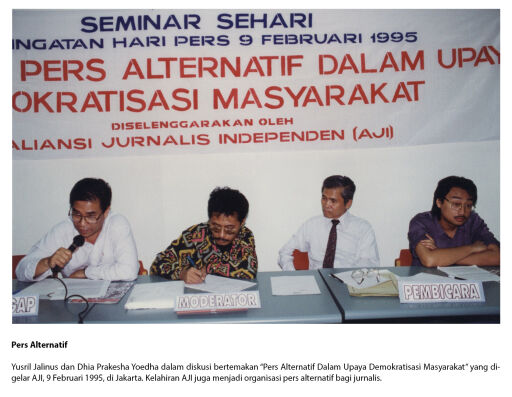 SEMINAR SEHARI
INGATAN HARI PERS 9 FEBRUARI 1995
PERS ALTERNATIF DALAM UPAY
OKRATISASI MASYARAKAT
DISELENGGARAKAN OLEH
ALIANSI JURNALIS INDEPENDEN (AJI)
GAP
MODERATOR
PEMBICARA
Pers Alternatif
Yusril Jalinus dan Dhia Prakesha Yoedha dalam diskusi bertemakan “Pers Alternatif Dalam Upaya Demokratisasi Masyarakat” yang di-
gelar AJI, 9 Februari 1995, di Jakarta. Kelahiran AJI juga menjadi organisasi pers alternatif bagi jurnalis.